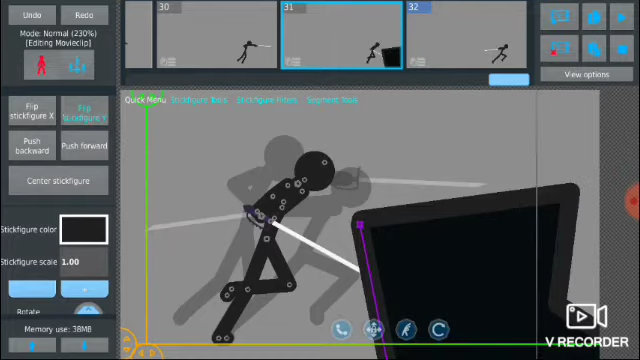 Undo
Redo
30
31
32
Mode: Normal (230%)
[Editing Movieclip]
View options
Flip
stickfigure X
Flip
stickfigure Y
Quick Menu
Stickfigure Tools
Stickfigure Filters
Segment Tools
Push
backward
Push forward
Center stickfigure
Stickfigure color
Stickfigure scale
1.00
Rotate
Memory use: 38MB
V RECORDER